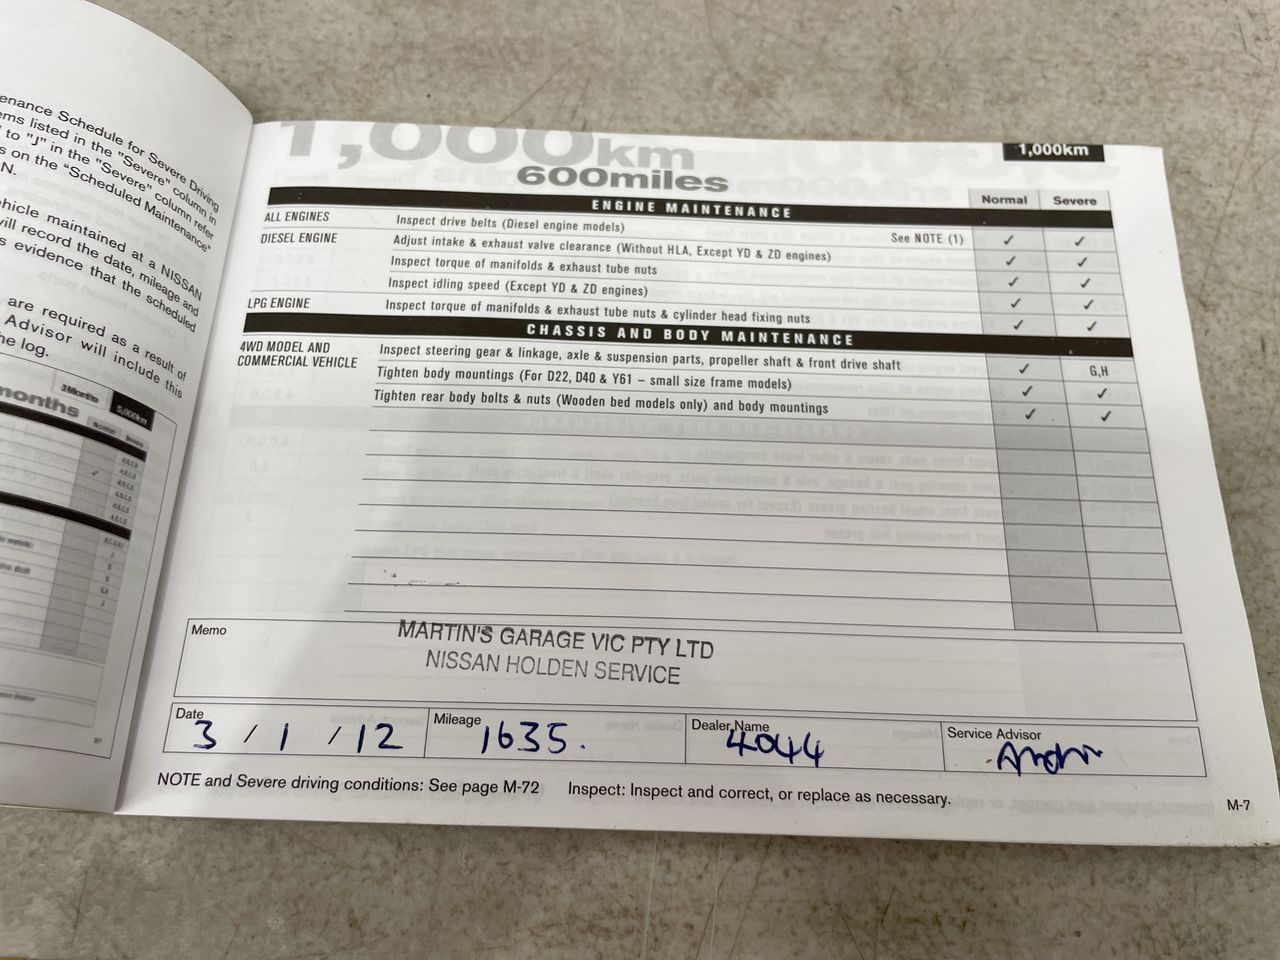 enance Schedule for Severe Driving
ems listed in the "Severe" column in
to "J" in the "Severe" column refer
s on the "Scheduled Maintenance"
N.
ehicle maintained at a NISSAN
will record the date, mileage and
s evidence that the scheduled
are required as a result of
Advisor will include this
he log.
3 Months
months
5,000km
1,000km
600miles
1,000km
Normal Severe
ENGINE MAINTENANCE
ALL ENGINES Inspect drive belts (Diesel engine models) See NOTE (1) ✓ ✓
DIESEL ENGINE Adjust intake & exhaust valve clearance (Without HLA, Except YD & ZD engines) ✓ ✓
Inspect torque of manifolds & exhaust tube nuts ✓ ✓
Inspect idling speed (Except YD & ZD engines) ✓ ✓
LPG ENGINE Inspect torque of manifolds & exhaust tube nuts & cylinder head fixing nuts ✓ ✓
CHASSIS AND BODY MAINTENANCE
4WD MODEL AND
COMMERCIAL VEHICLE
Inspect steering gear & linkage, axle & suspension parts, propeller shaft & front drive shaft ✓ G,H
Tighten body mountings (For D22, D40 & Y61 – small size frame models) ✓ ✓
Tighten rear body bolts & nuts (Wooden bed models only) and body mountings ✓ ✓
Memo
MARTIN'S GARAGE VIC PTY LTD
NISSAN HOLDEN SERVICE
Date 3 / 1 / 12
Mileage 1635.
Dealer Name 4044
Service Advisor
NOTE and Severe driving conditions: See page M-72 Inspect: Inspect and correct, or replace as necessary.
M-7